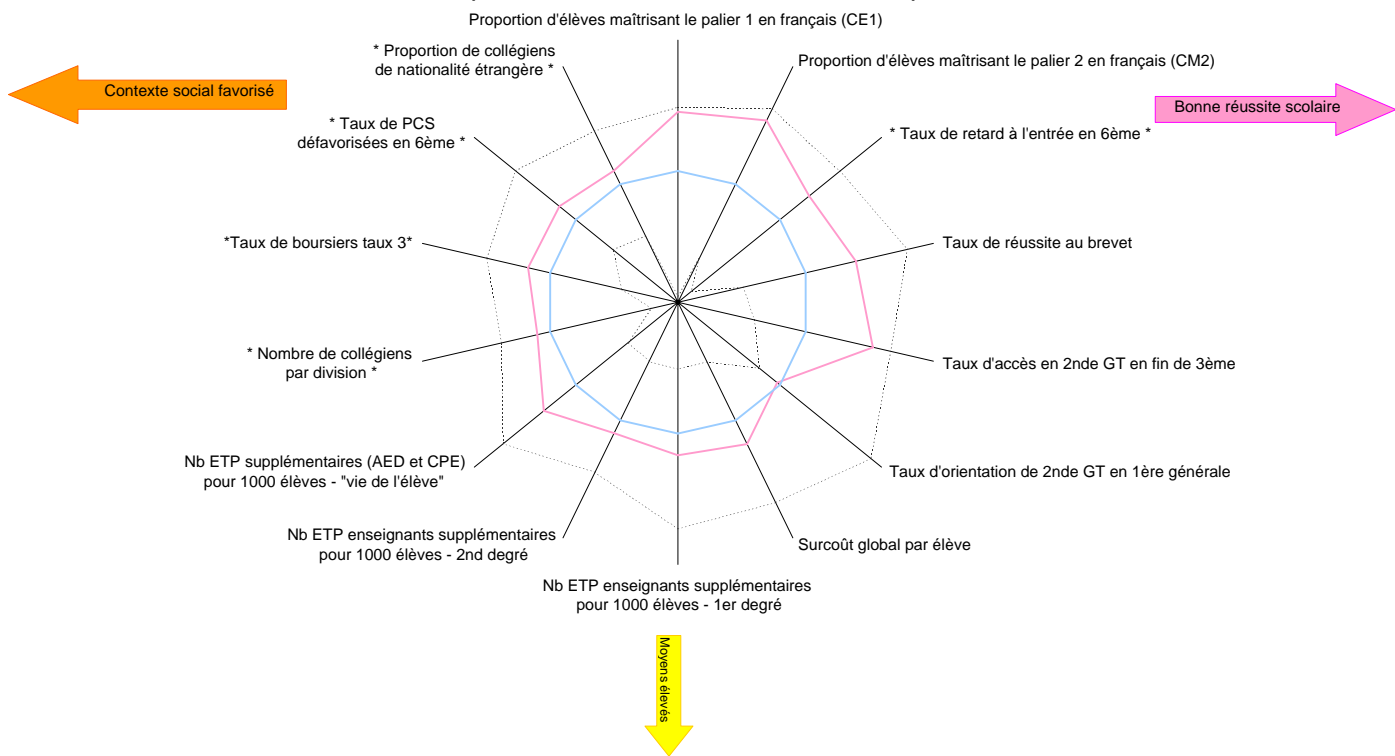 Proportion d'élèves maîtrisant le palier 1 en français (CE1)
* Proportion de collégiens
de nationalité étrangère *
Proportion d'élèves maîtrisant le palier 2 en français (CM2)
Contexte social favorisé
Bonne réussite scolaire
* Taux de PCS
défavorisées en 6ème *
* Taux de retard à l'entrée en 6ème *
*Taux de boursiers taux 3*
Taux de réussite au brevet
* Nombre de collégiens
par division *
Taux d'accès en 2nde GT en fin de 3ème
Nb ETP supplémentaires (AED et CPE)
pour 1000 élèves - "vie de l'élève"
Taux d'orientation de 2nde GT en 1ère générale
Nb ETP enseignants supplémentaires
pour 1000 élèves - 2nd degré
Surcoût global par élève
Nb ETP enseignants supplémentaires
pour 1000 élèves - 1er degré
Moyens élevés